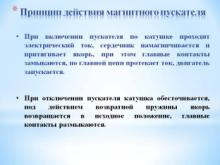 * Принцип действия магнитного пускателя
• При включении пускателя по катушке проходит
электрический ток, сердечник намагничивается и
притягивает якорь, при этом главные контакты
замыкаются, по главной цепи протекает ток, двигатель
запускается.
• При отключении пускателя катушка обесточивается,
под действием возвратной пружины якорь
возвращается в исходное положение, главные
контакты размыкаются.